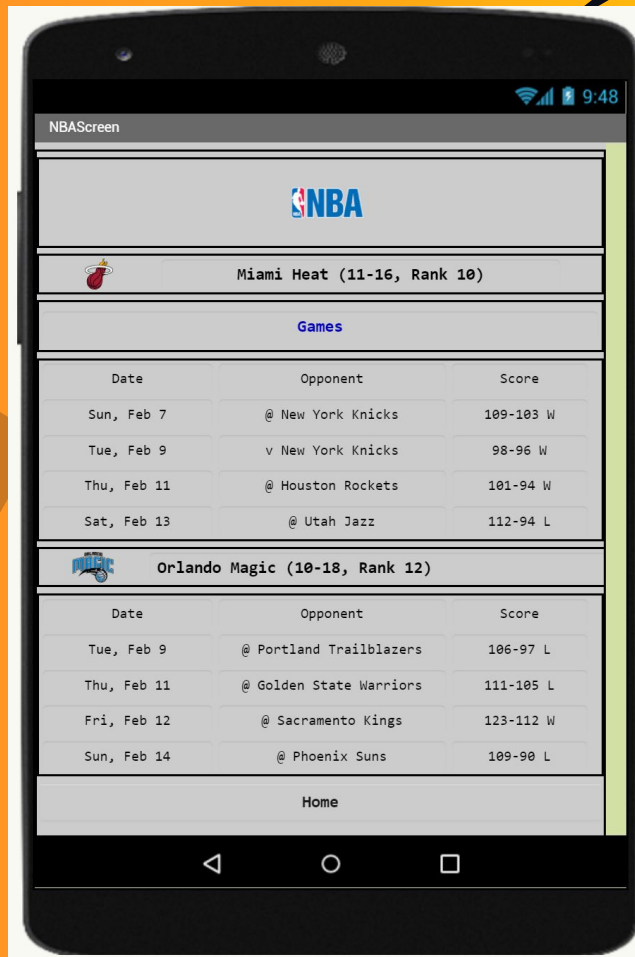 9:48
NBAScreen
NBA
Miami Heat (11-16, Rank 10)
Games
Date Opponent Score
Sun, Feb 7 @ New York Knicks 109-103 W
Tue, Feb 9 v New York Knicks 98-96 W
Thu, Feb 11 @ Houston Rockets 101-94 W
Sat, Feb 13 @ Utah Jazz 112-94 L
MAGIC Orlando Magic (10-18, Rank 12)
Date Opponent Score
Tue, Feb 9 @ Portland Trailblazers 106-97 L
Thu, Feb 11 @ Golden State Warriors 111-105 L
Fri, Feb 12 @ Sacramento Kings 123-112 W
Sun, Feb 14 @ Phoenix Suns 109-90 L
Home